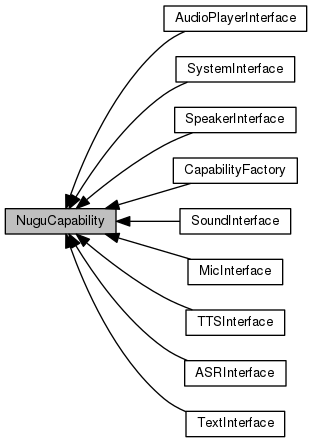 AudioPlayerInterface
SystemInterface
SpeakerInterface
CapabilityFactory
NuguCapability
SoundInterface
MicInterface
TTSInterface
ASRInterface
TextInterface